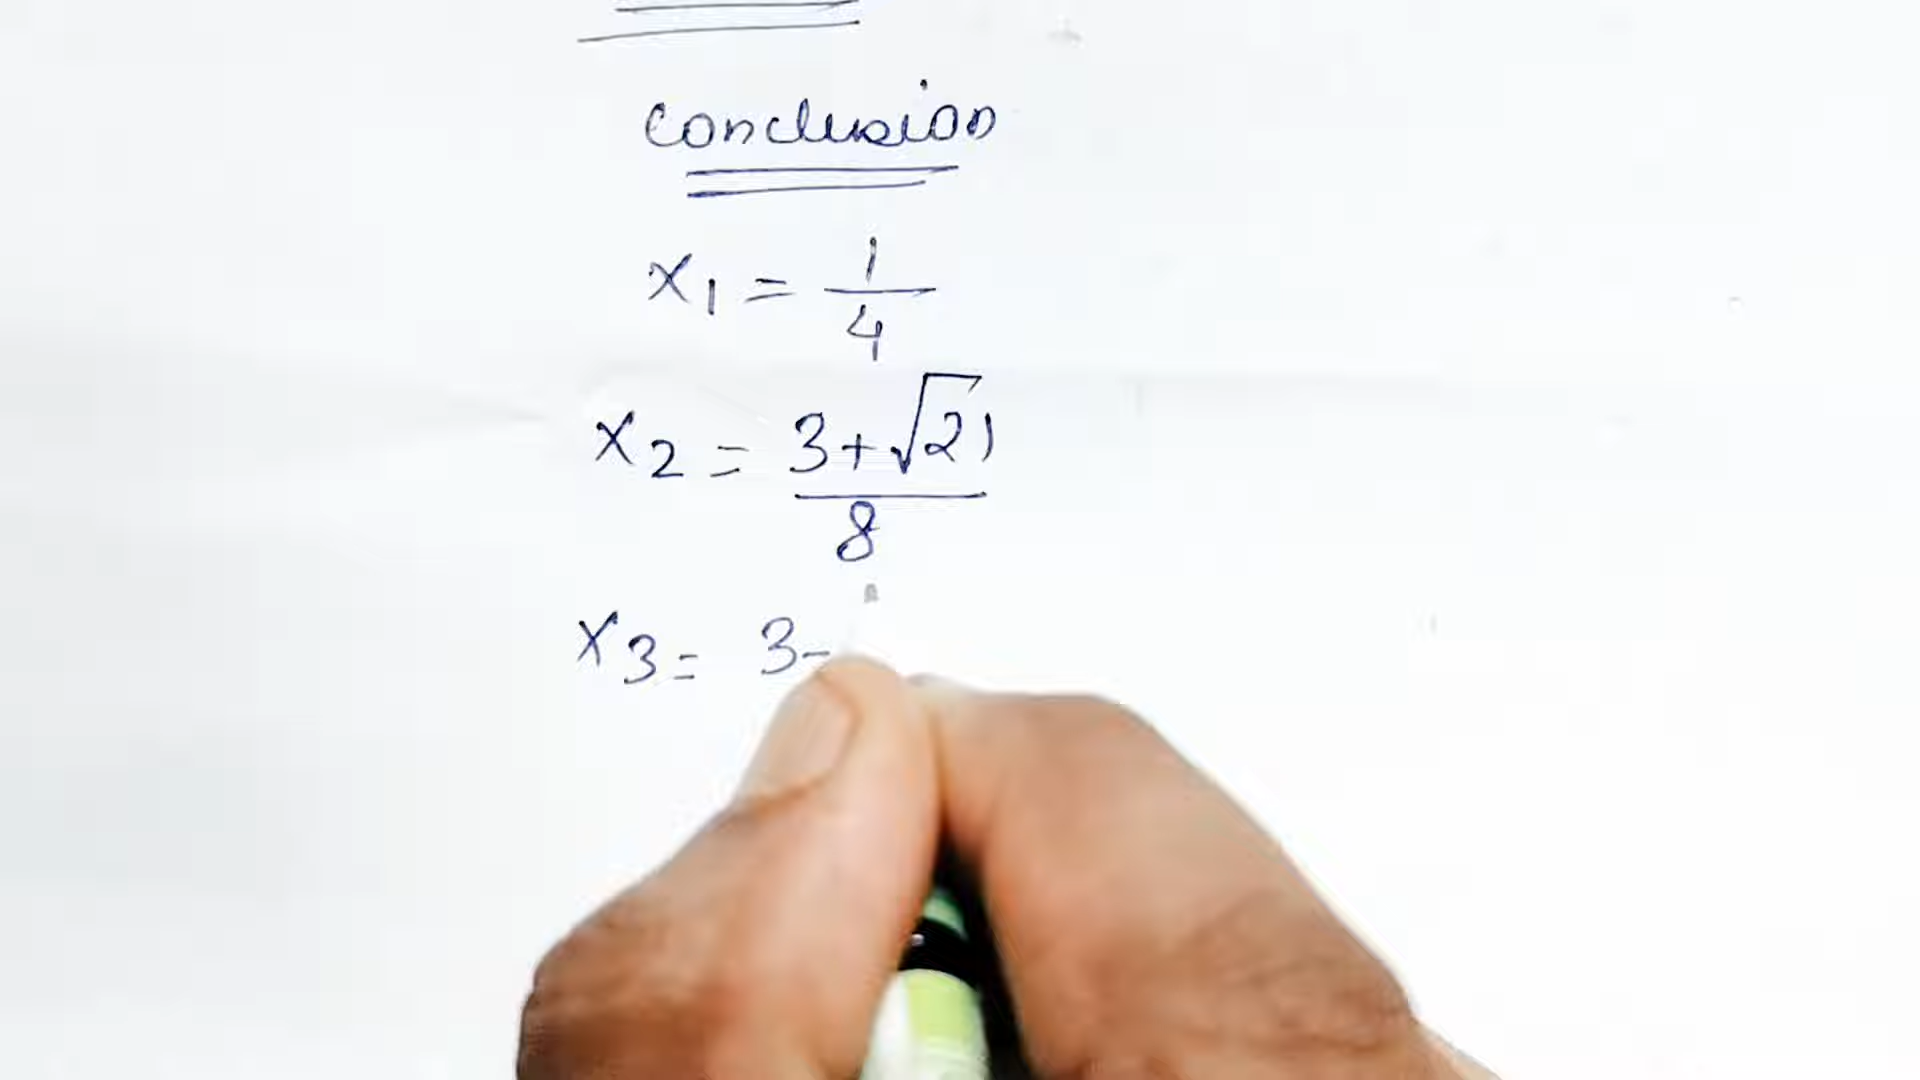 Conclusion
x₁ = 1/4
x₂ = (3+√21)/8
x₃ = 3-